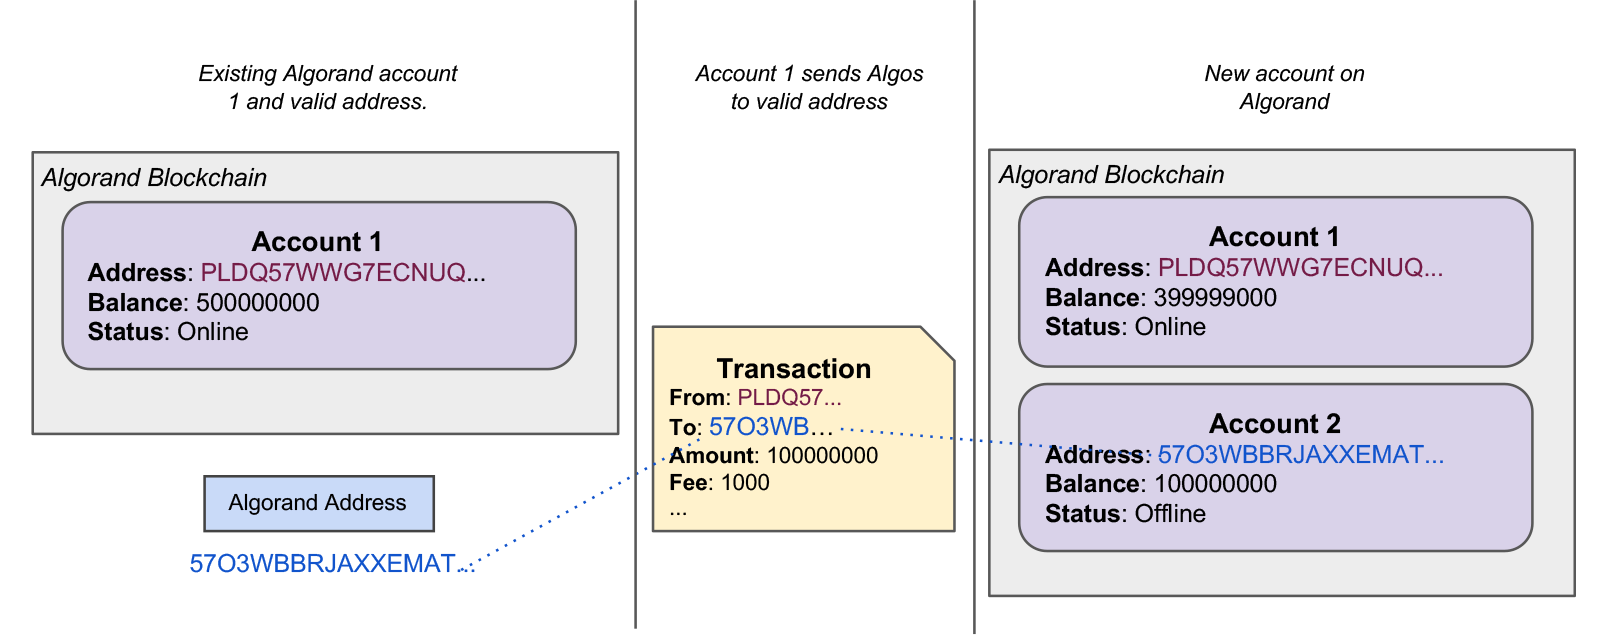 Existing Algorand account
1 and valid address.
Algorand Blockchain
Account 1
Address: PLDQ57WWG7ECNUQ...
Balance: 500000000
Status: Online
Algorand Address
57O3WBBRJAXXEMAT...
Account 1 sends Algos
to valid address
Transaction
From: PLDQ57...
To: 57O3WB...
Amount: 100000000
Fee: 1000
...
New account on
Algorand
Algorand Blockchain
Account 1
Address: PLDQ57WWG7ECNUQ...
Balance: 399999000
Status: Online
Account 2
Address: 57O3WBBRJAXXEMAT...
Balance: 100000000
Status: Offline